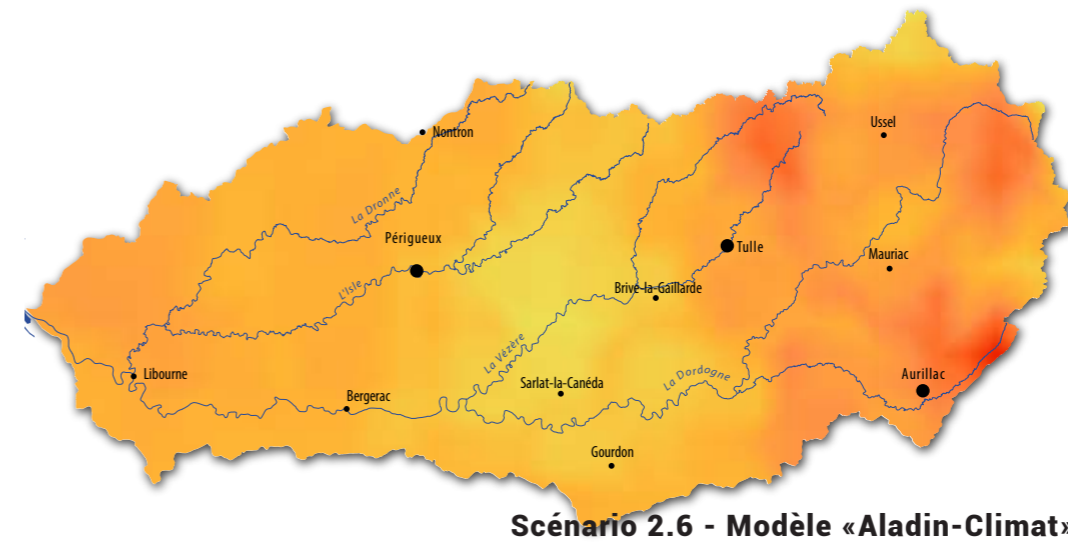 Nontron
Ussel
La Dronne
Périgueux
Tulle
Mauriac
L'Isle
Brive-la-Gaillarde
La Vézère
Libourne
Sarlat-la-Canéda
La Dordogne
Aurillac
Bergerac
Gourdon
Scénario 2.6 - Modèle «Aladin-Climat»